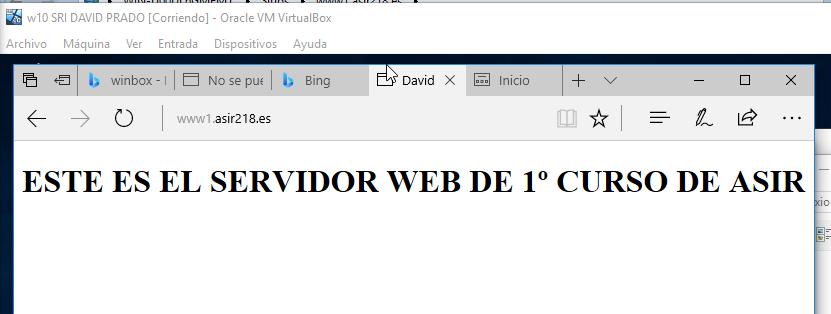 w10 SRI DAVID PRADO [Corriendo] - Oracle VM VirtualBox
Archivo Máquina Ver Entrada Dispositivos Ayuda
winbox - No se pue Bing David Inicio
www1.asir218.es
ESTE ES EL SERVIDOR WEB DE 1º CURSO DE ASIR
xio